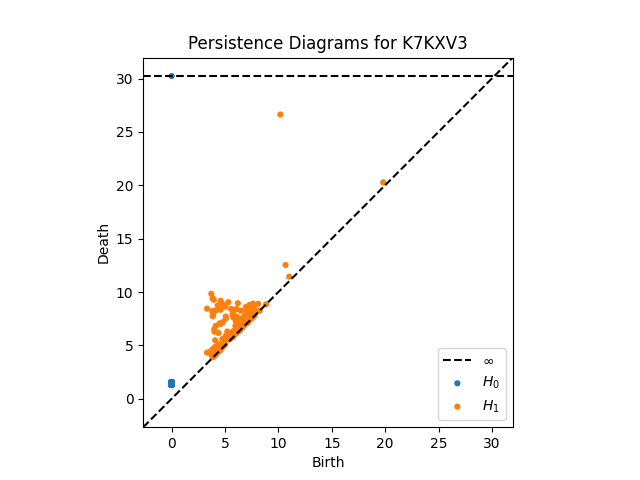 Persistence Diagrams for K7KXV3
30
25
20
15
10
5
0
Death
∞
H₀
H₁
0 5 10 15 20 25 30
Birth